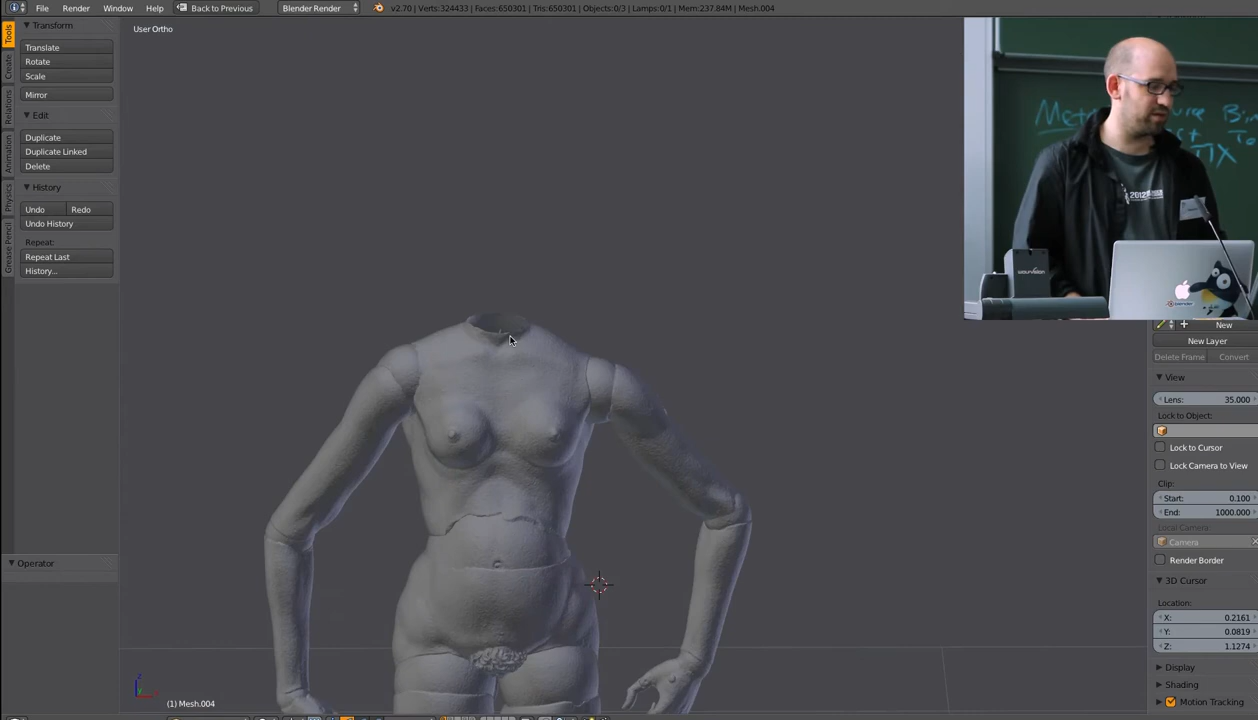 File Render Window Help Back to Previous Blender Render v2.70 | Verts:324433 | Faces:650301 | Tris:650301 | Objects:0/3 | Lamps:0/1 | Mem:237.84M | Mesh.004
Tools
Create
Relations
Animation
Physics
Grease Pencil
Transform
Translate
Rotate
Scale
Mirror
Edit
Duplicate
Duplicate Linked
Delete
History
Undo Redo
Undo History
Repeat:
Repeat Last
History...
Operator
User Ortho
(1) Mesh.004
2012
blender
New
New Layer
Delete Frame Convert
View
Lens: 35.000
Lock to Object:
Lock to Cursor
Lock Camera to View
Clip:
Start: 0.100
End: 1000.000
Local Camera
Camera
Render Border
3D Cursor
Location:
X: 0.2161
Y: 0.0819
Z: 1.1274
Display
Shading
Motion Tracking